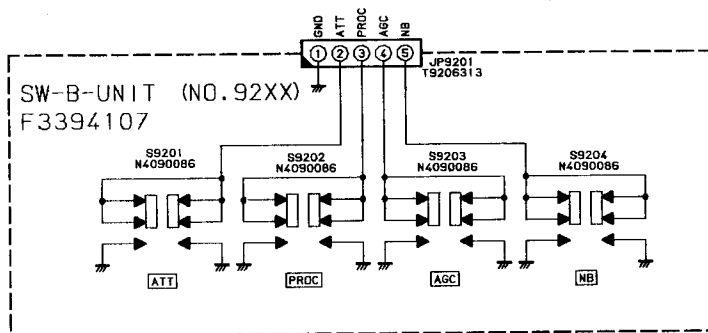 GND ATT PROC AGC NB
1 2 3 4 5
JP9201
T9206313
SW-B-UNIT (NO.92XX)
F3394107
S9201
N4090086
S9202
N4090086
S9203
N4090086
S9204
N4090086
ATT PROC AGC NB